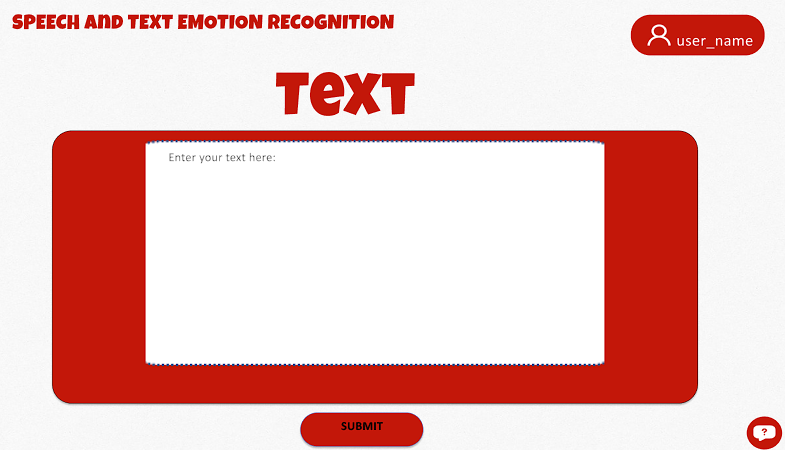 SPEECH AND TEXT EMOTION RECOGNITION
user_name
TEXT
Enter your text here:
SUBMIT
?